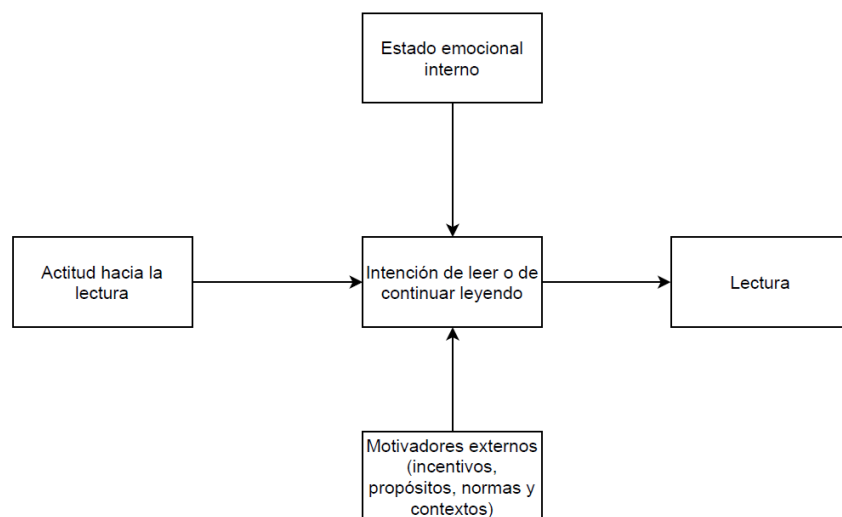 Estado emocional
interno
Actitud hacia la
lectura
Intención de leer o de
continuar leyendo
Lectura
Motivadores externos
(incentivos,
propósitos, normas y
contextos)